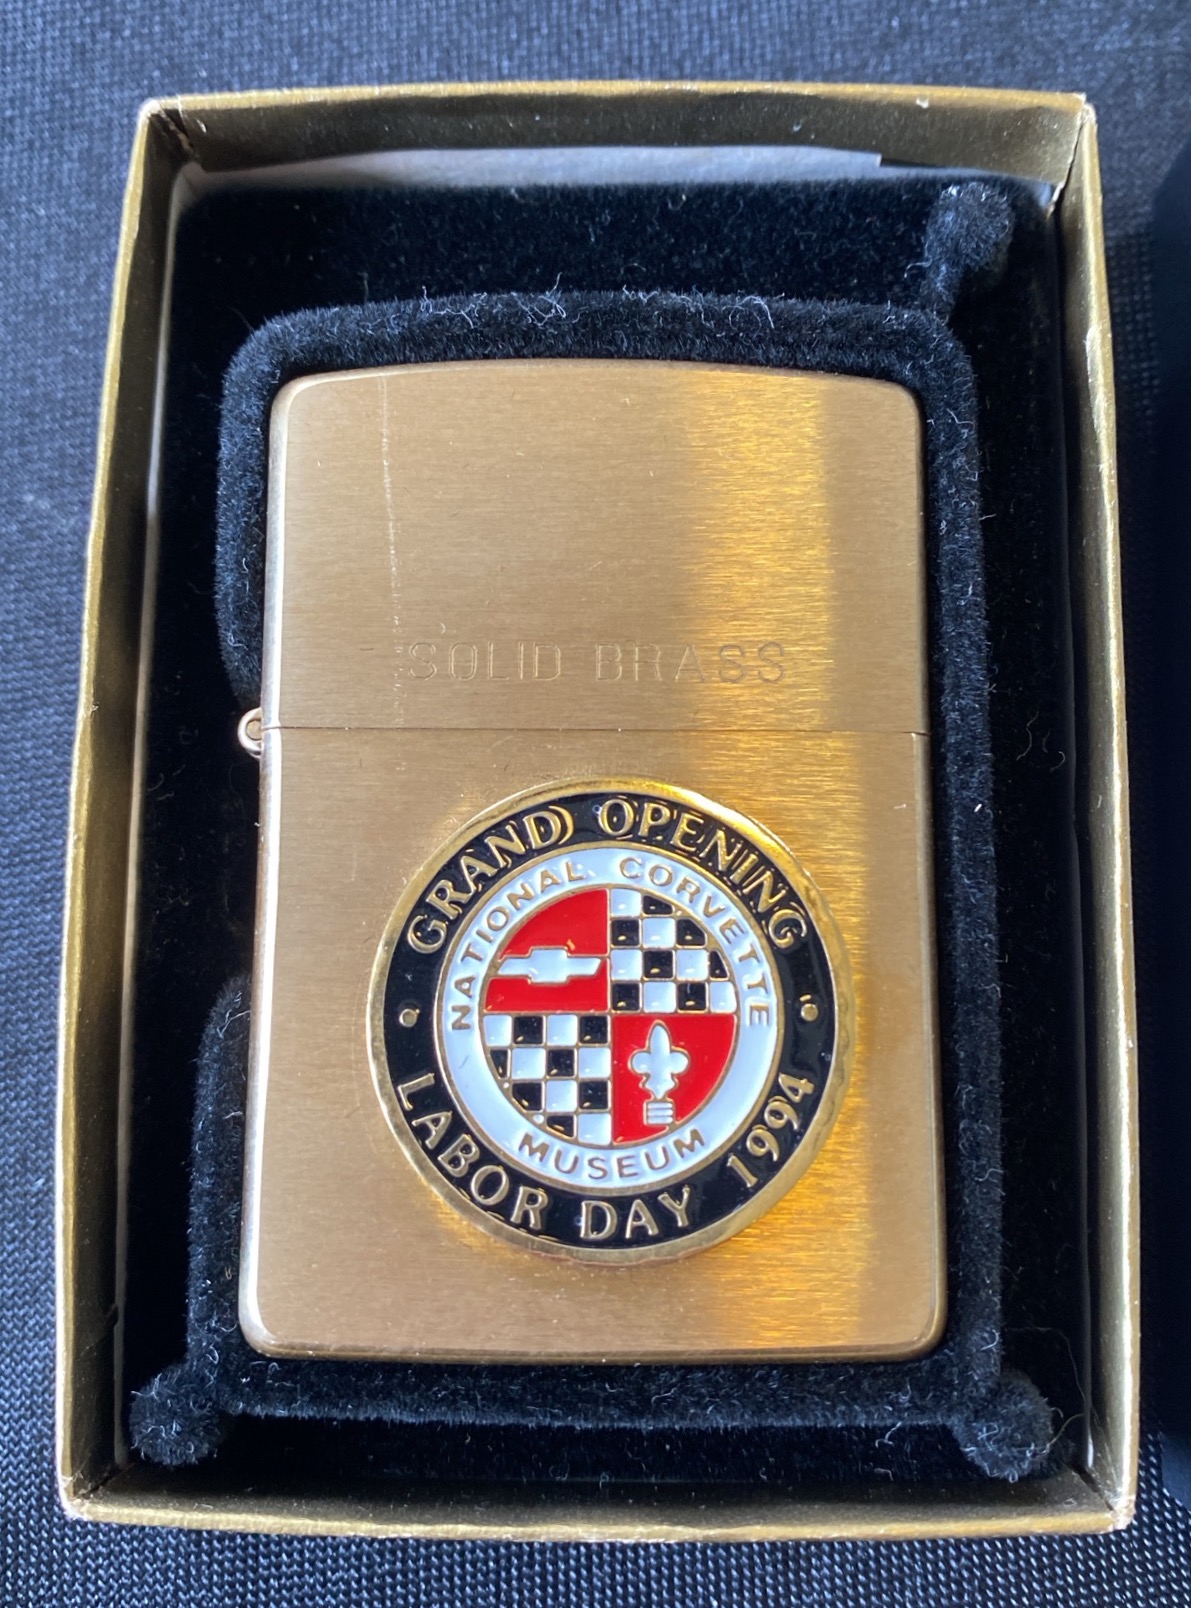 SOLID BRASS
GRAND OPENING
NATIONAL CORVETTE
MUSEUM
LABOR DAY 1994